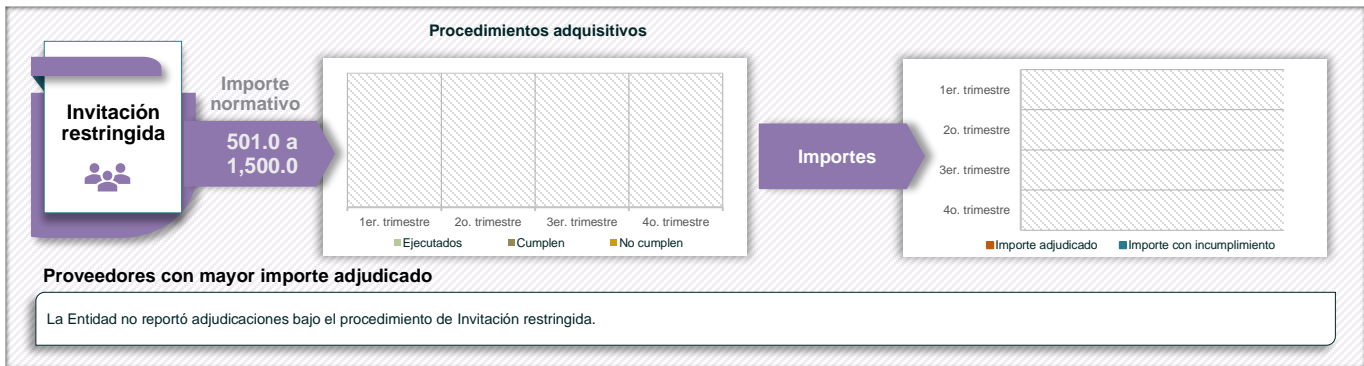 Procedimientos adquisitivos
Invitación
restringida
Importe
normativo
501.0 a
1,500.0
1er. trimestre 2o. trimestre 3er. trimestre 4o. trimestre
Ejecutados Cumplen No cumplen
Importes
1er. trimestre
2o. trimestre
3er. trimestre
4o. trimestre
Importe adjudicado Importe con incumplimiento
Proveedores con mayor importe adjudicado
La Entidad no reportó adjudicaciones bajo el procedimiento de Invitación restringida.